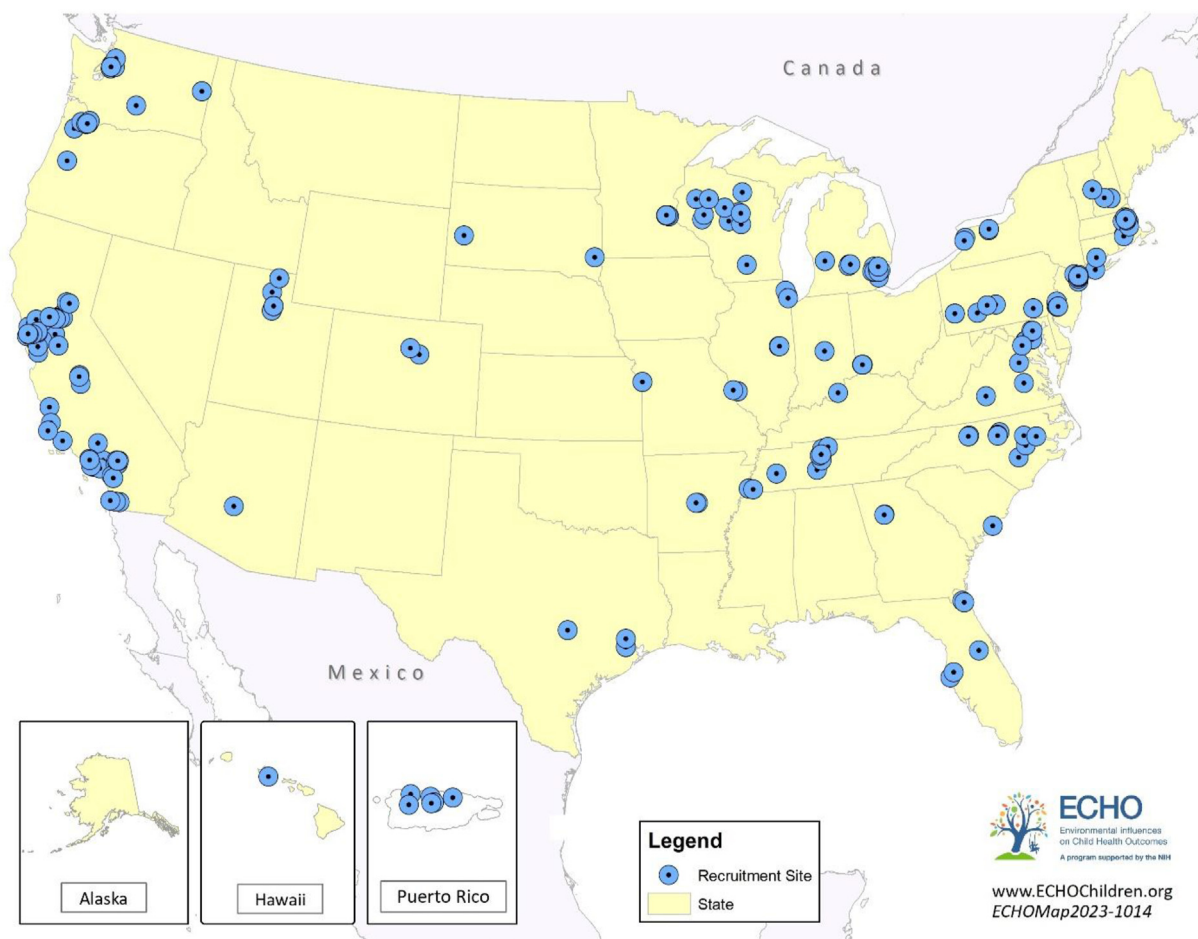 Canada
Mexico
Alaska
Hawaii
Puerto Rico
Legend
Recruitment Site
State
ECHO
Environmental influences
on Child Health Outcomes
A program supported by the NIH
www.ECHOChildren.org
ECHOMap2023-1014